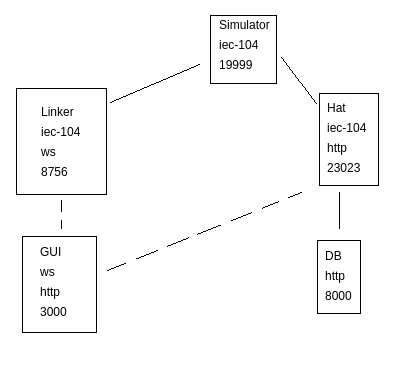 Simulator
iec-104
19999
Linker
iec-104
ws
8756
Hat
iec-104
http
23023
GUI
ws
http
3000
DB
http
8000